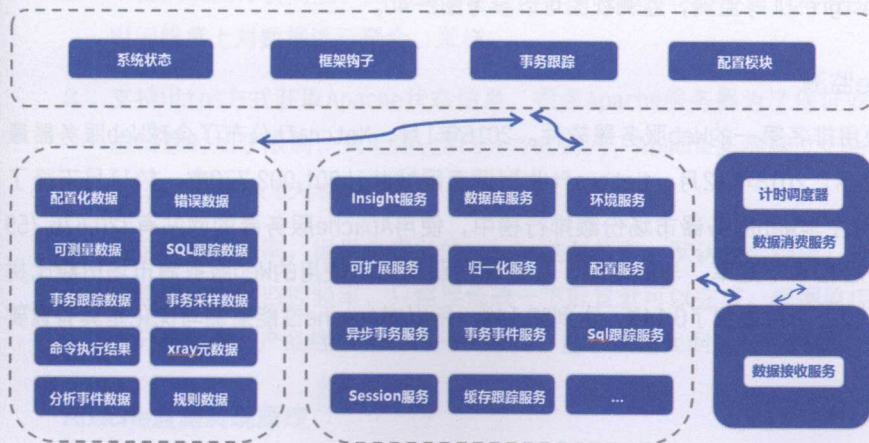 系统状态 框架钩子 事务跟踪 配置模块
配置化数据 错误数据
可测量数据 SQL跟踪数据
事务跟踪数据 事务采样数据
命令执行结果 xray元数据
分析事件数据 规则数据
Insight服务 数据库服务 环境服务
可扩展服务 归一化服务 配置服务
异步事务服务 事务事件服务 Sql跟踪服务
Session服务 缓存跟踪服务 ...
计时调度器
数据消费服务
数据接收服务